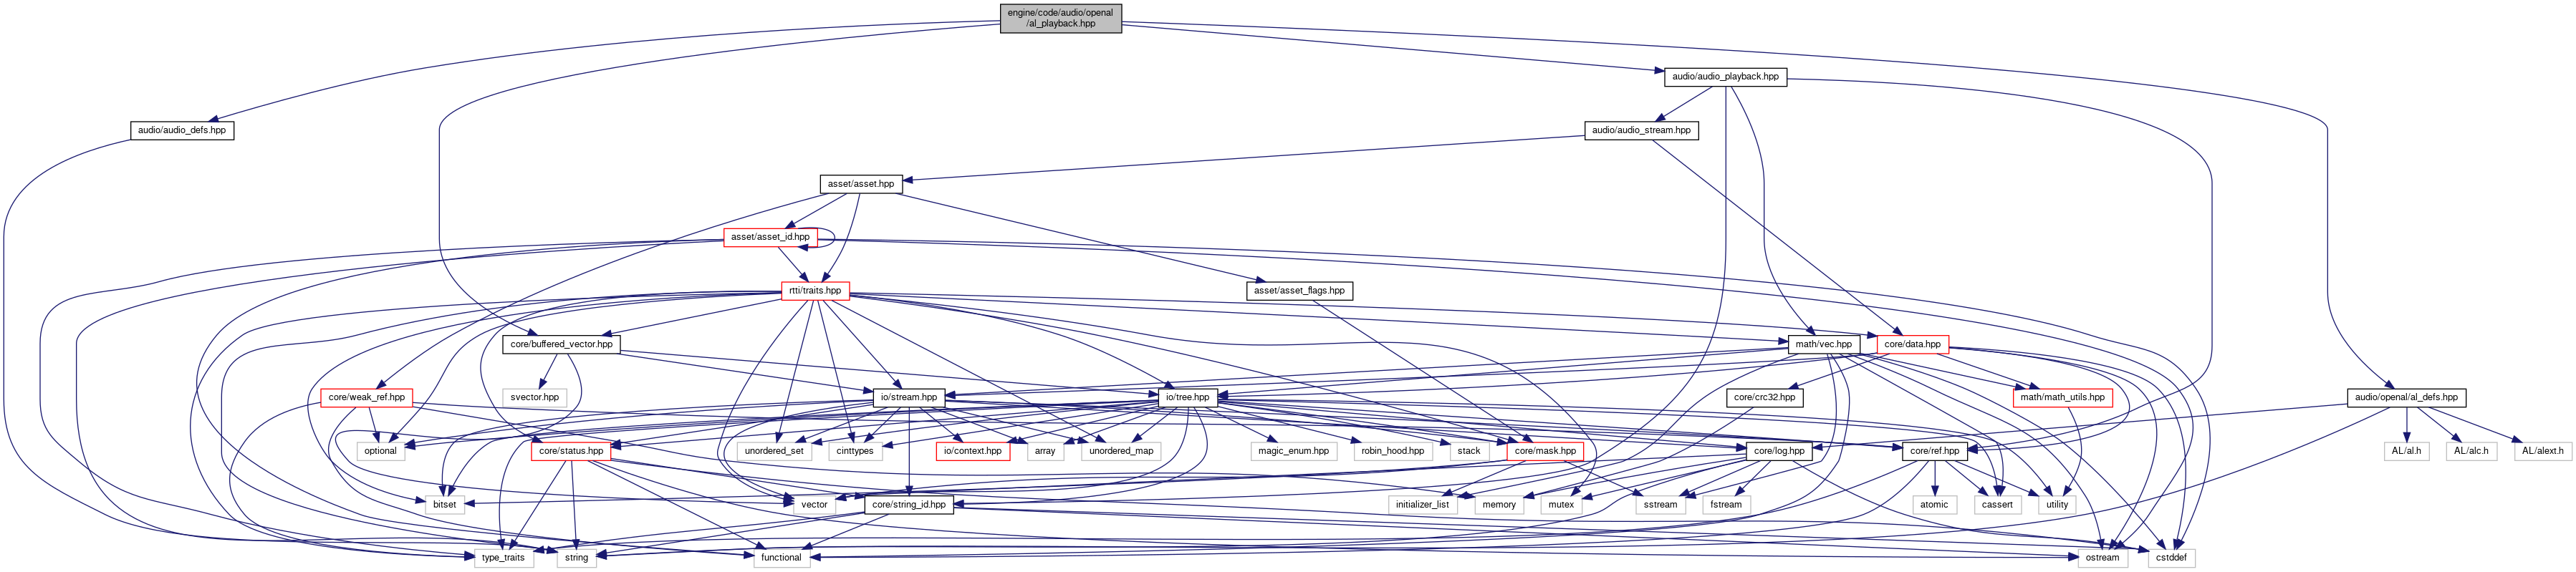 engine/code/audio/openal
/al_playback.hpp
audio/audio_playback.hpp
audio/audio_defs.hpp
audio/audio_stream.hpp
asset/asset.hpp
asset/asset_id.hpp
rtti/traits.hpp
asset/asset_flags.hpp
core/buffered_vector.hpp
math/vec.hpp
core/data.hpp
svector.hpp
core/weak_ref.hpp
io/stream.hpp
io/tree.hpp
core/crc32.hpp
math/math_utils.hpp
audio/openal/al_defs.hpp
optional
core/status.hpp
unordered_set
cinttypes
io/context.hpp
array
unordered_map
magic_enum.hpp
robin_hood.hpp
stack
core/mask.hpp
core/log.hpp
core/ref.hpp
AL/al.h
AL/alc.h
AL/alext.h
bitset
vector
core/string_id.hpp
initializer_list
memory
mutex
sstream
fstream
atomic
cassert
utility
type_traits
string
functional
ostream
cstddef